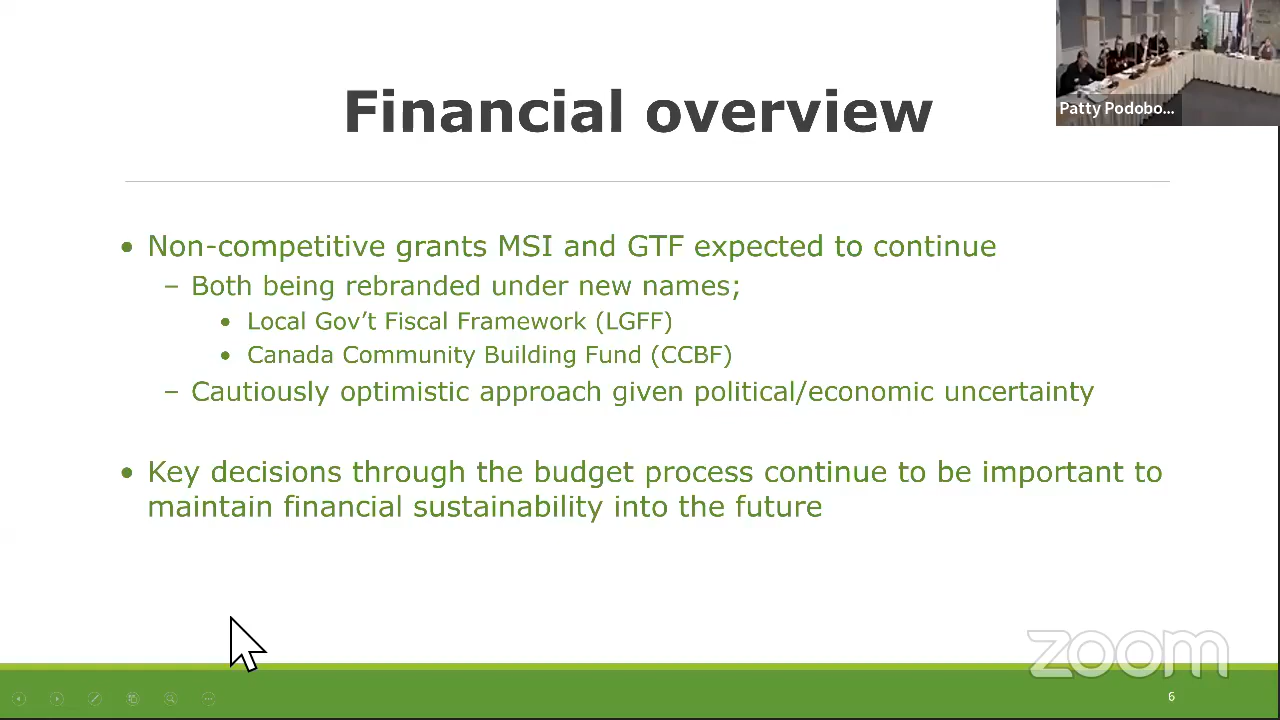 Patty Podobo...
Financial overview
• Non-competitive grants MSI and GTF expected to continue
– Both being rebranded under new names;
• Local Gov’t Fiscal Framework (LGFF)
• Canada Community Building Fund (CCBF)
– Cautiously optimistic approach given political/economic uncertainty
• Key decisions through the budget process continue to be important to
maintain financial sustainability into the future
zoom
6